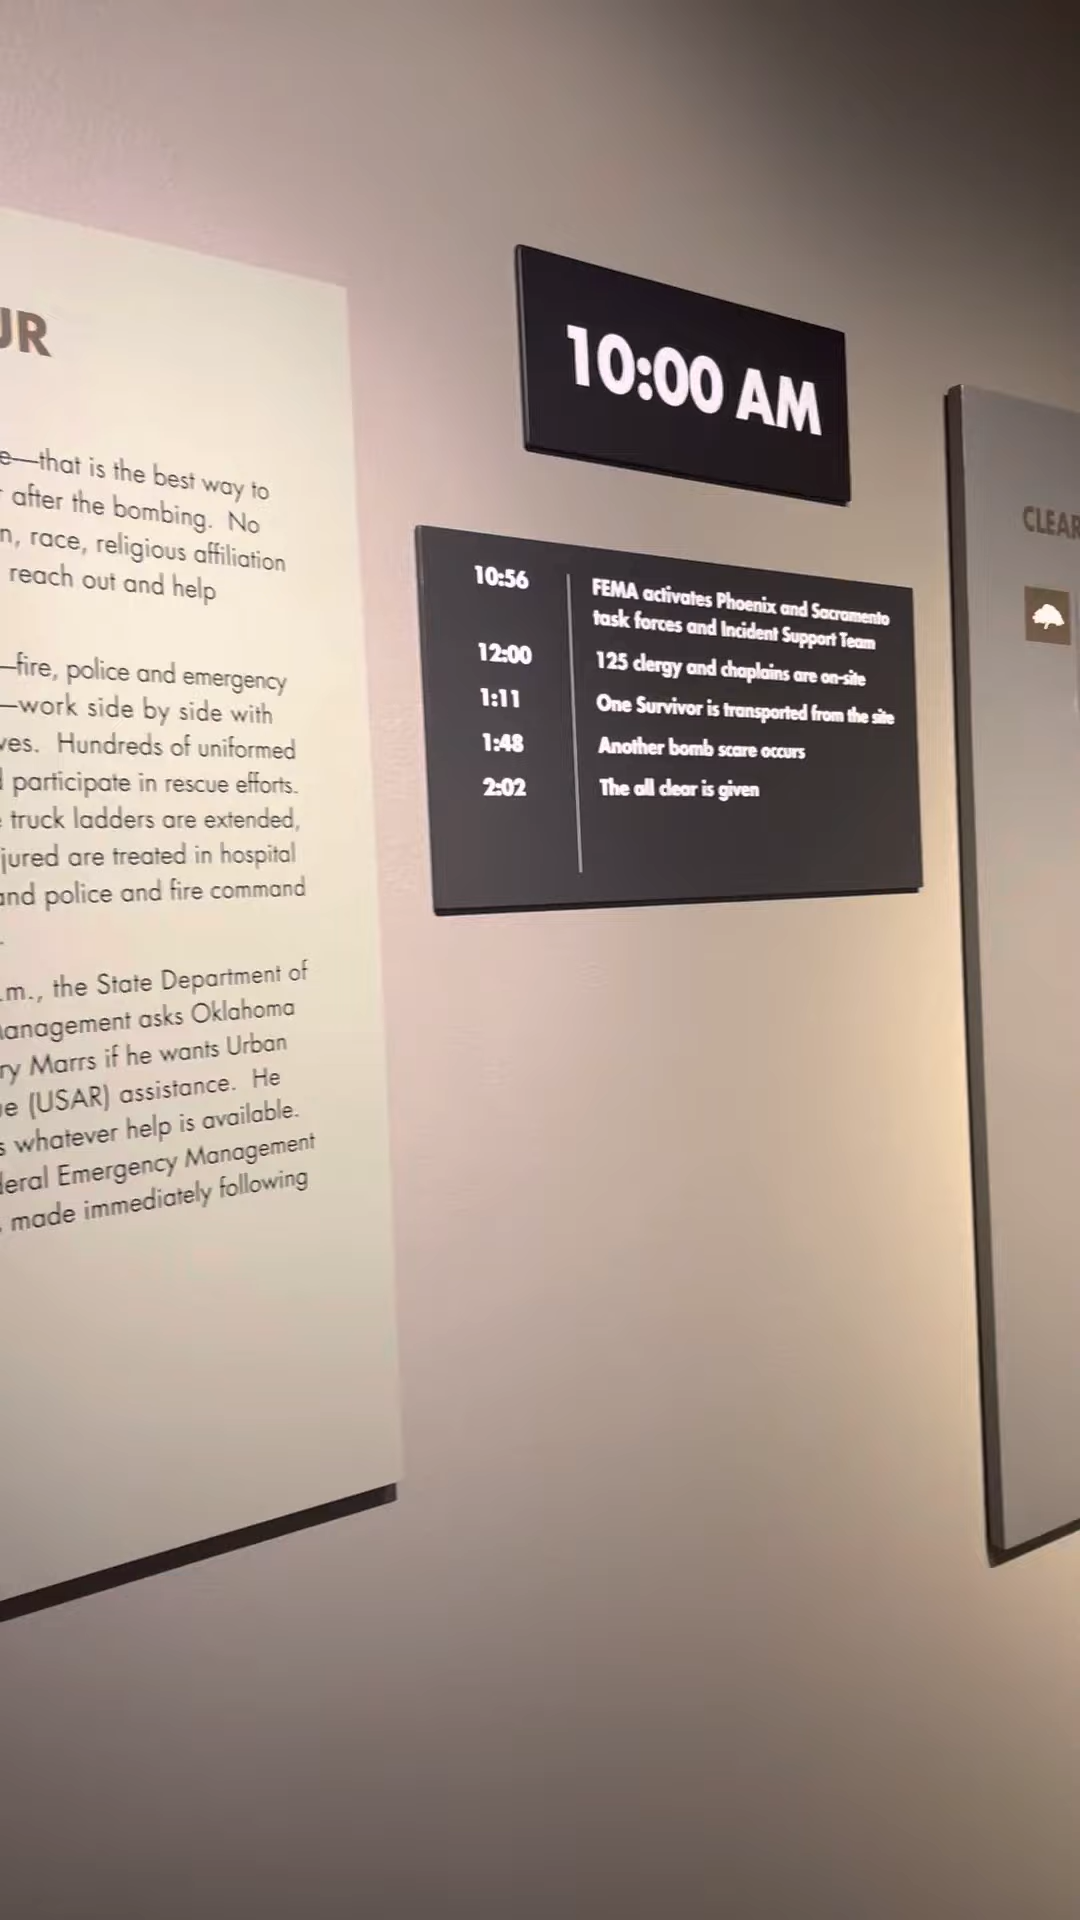 UR
e—that is the best way to
after the bombing. No
n, race, religious affiliation
reach out and help
—fire, police and emergency
—work side by side with
ves. Hundreds of uniformed
participate in rescue efforts.
truck ladders are extended,
jured are treated in hospital
and police and fire command
.m., the State Department of
anagement asks Oklahoma
ry Marrs if he wants Urban
ue (USAR) assistance. He
s whatever help is available.
deral Emergency Management
made immediately following
10:00 AM
10:56 FEMA activates Phoenix and Sacramento
task forces and Incident Support Team
12:00 125 clergy and chaplains are on-site
1:11 One Survivor is transported from the site
1:48 Another bomb scare occurs
2:02 The all clear is given
CLEAR